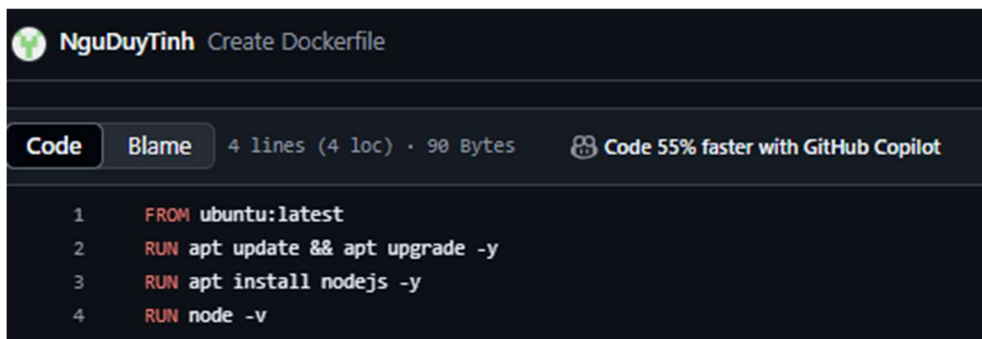 NguDuyTinh Create Dockerfile
Code Blame 4 lines (4 loc) · 90 Bytes Code 55% faster with GitHub Copilot
1 FROM ubuntu:latest
2 RUN apt update && apt upgrade -y
3 RUN apt install nodejs -y
4 RUN node -v